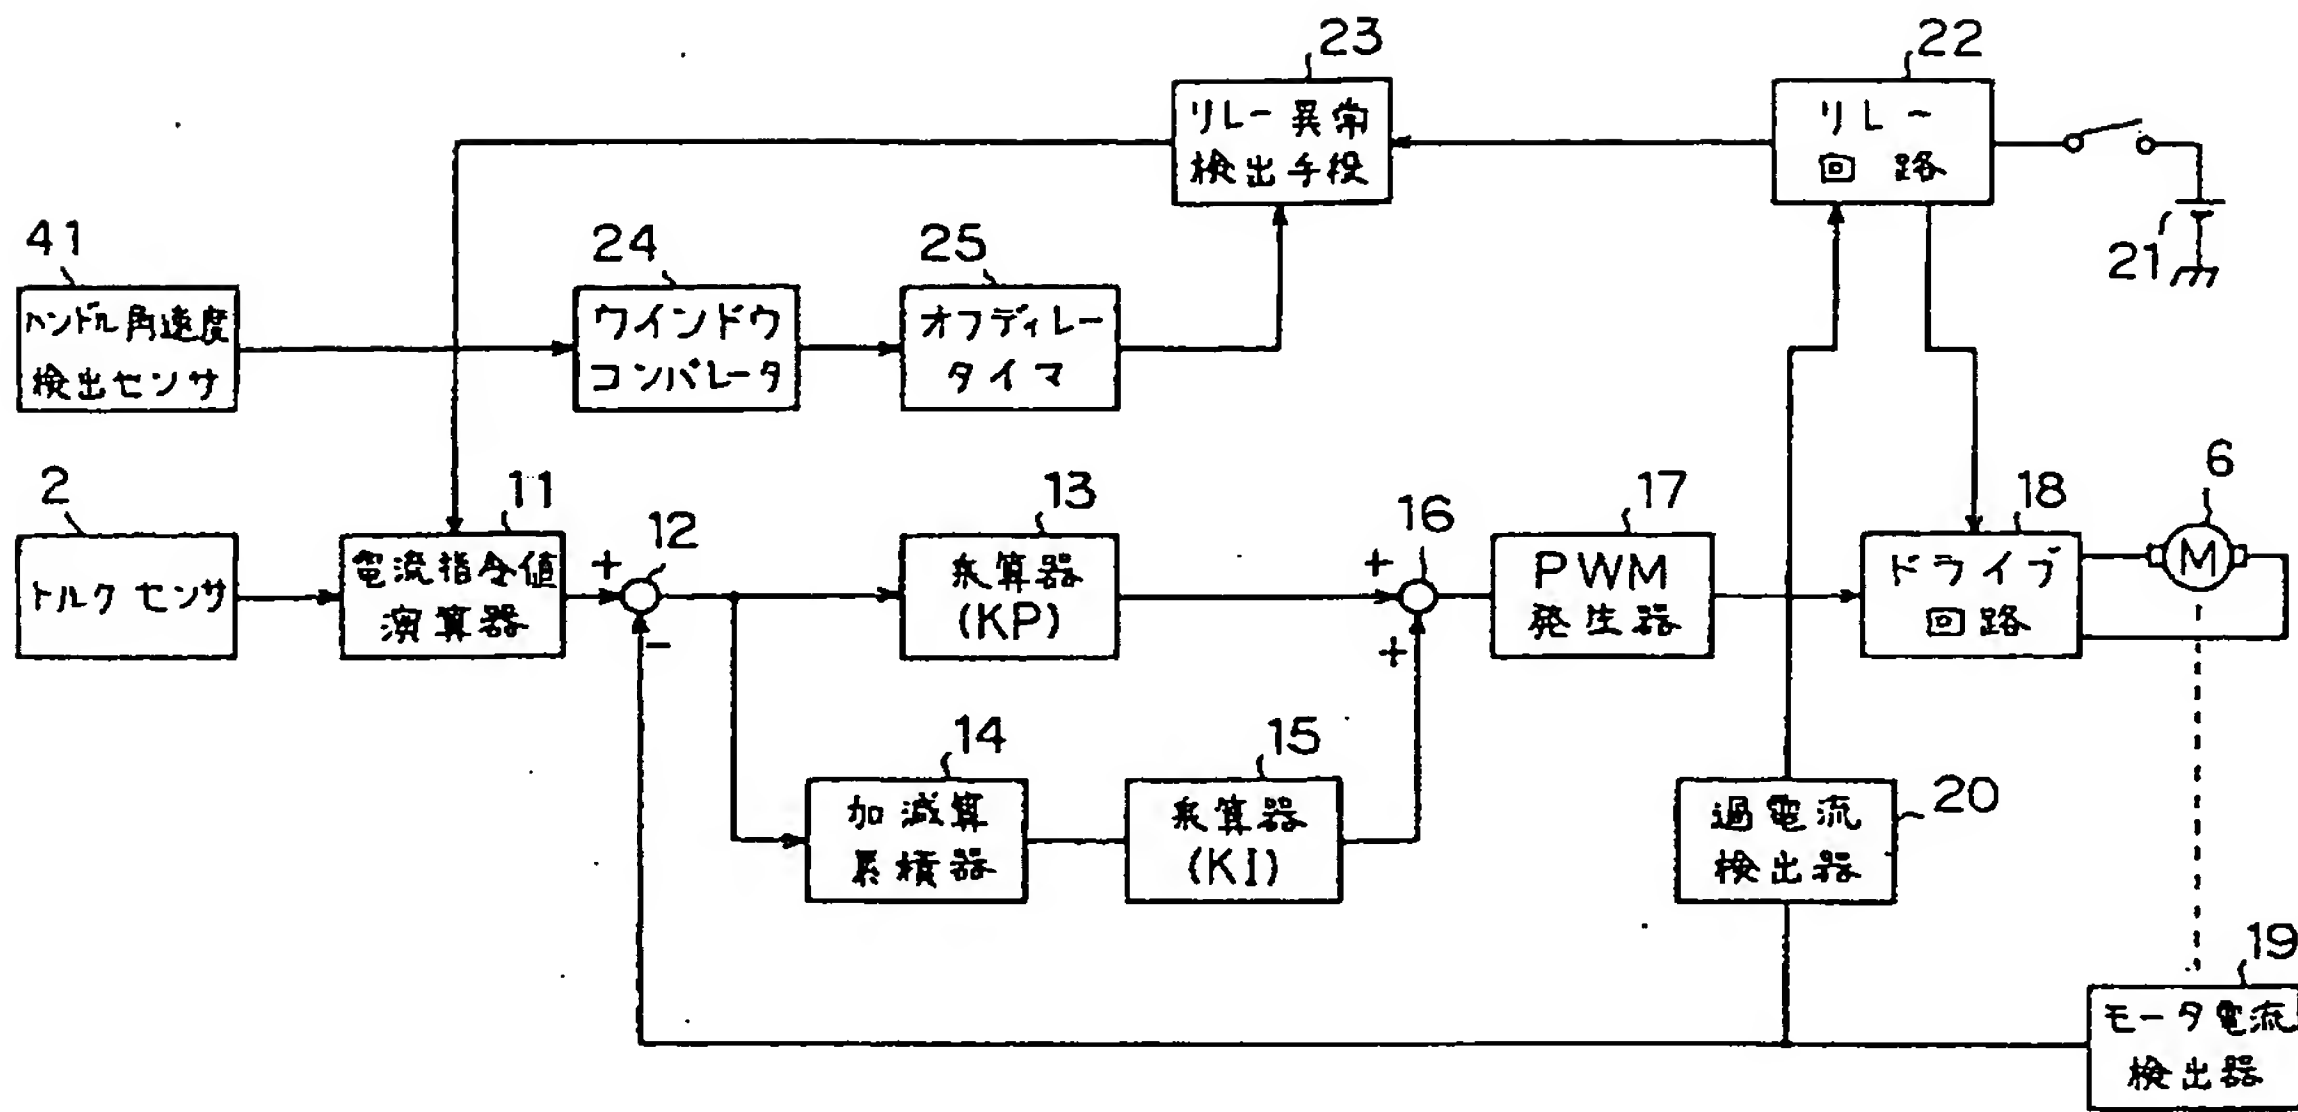 23
22
リレー異常
検出手段
リレー
回路
41
24
25
21
ハンドル角速度
検出センサ
ウインドウ
コンパレータ
オフディレー
タイマ
2
11
12
13
16
17
18
6
トルクセンサ
電流指令値
演算器
+
-
乗算器
(KP)
+
+
PWM
発生器
ドライブ
回路
M
14
15
20
加減算
累積器
乗算器
(KI)
過電流
検出器
19
モータ電流
検出器